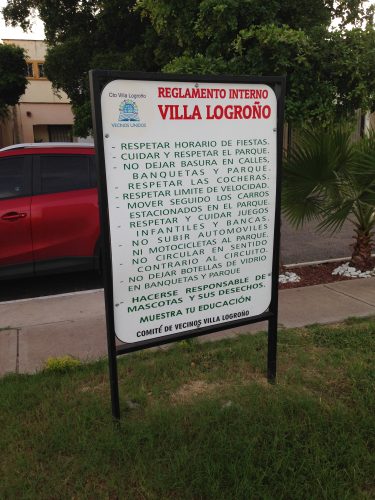 Cto Villa Logroño
VECINOS UNIDOS
REGLAMENTO INTERNO
VILLA LOGROÑO
- RESPETAR HORARIO DE FIESTAS.
- CUIDAR Y RESPETAR EL PARQUE.
- NO DEJAR BASURA EN CALLES,
BANQUETAS Y PARQUE.
- RESPETAR LAS COCHERAS.
- RESPETAR LIMITE DE VELOCIDAD.
- MOVER SEGUIDO LOS CARROS
ESTACIONADOS EN EL PARQUE.
- RESPETAR Y CUIDAR JUEGOS
INFANTILES Y BANCAS.
- NO SUBIR AUTOMOVILES
NI MOTOCICLETAS AL PARQUE.
- NO CIRCULAR EN SENTIDO
CONTRARIO AL CIRCUITO.
- NO DEJAR BOTELLAS DE VIDRIO
EN BANQUETAS Y PARQUE
- HACERSE RESPONSABLE DE
MASCOTAS Y SUS DESECHOS.
MUESTRA TU EDUCACIÓN
COMITÉ DE VECINOS VILLA LOGROÑO